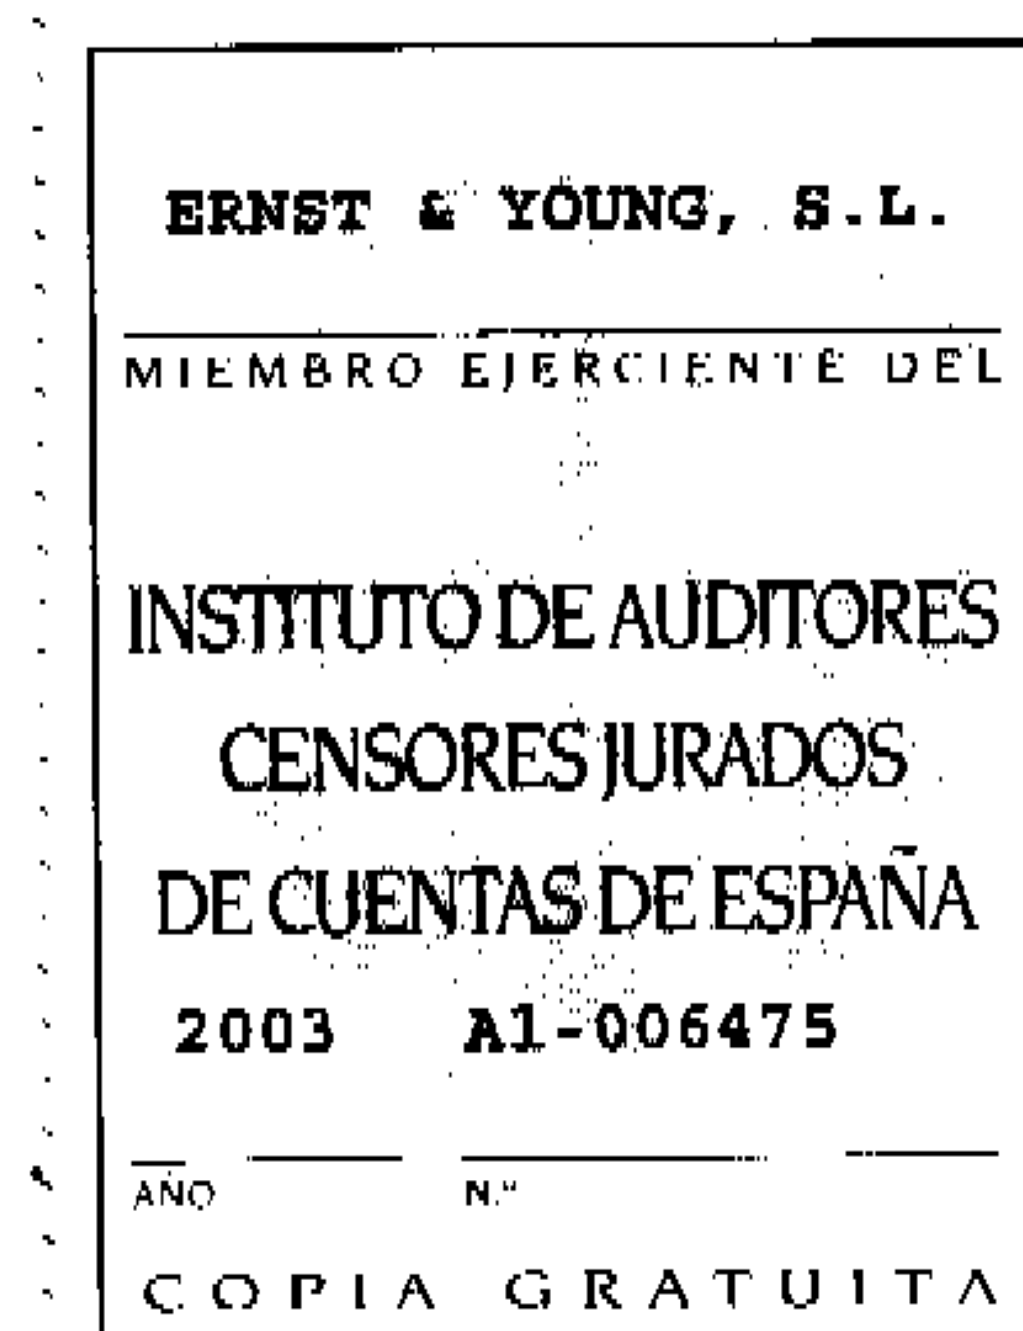 ERNST & YOUNG, S.L.
MIEMBRO EJERCIENTE DEL
INSTITUTO DE AUDITORES
CENSORES JURADOS
DE CUENTAS DE ESPAÑA
2003 A1-006475
AÑO N.º
COPIA GRATUITA